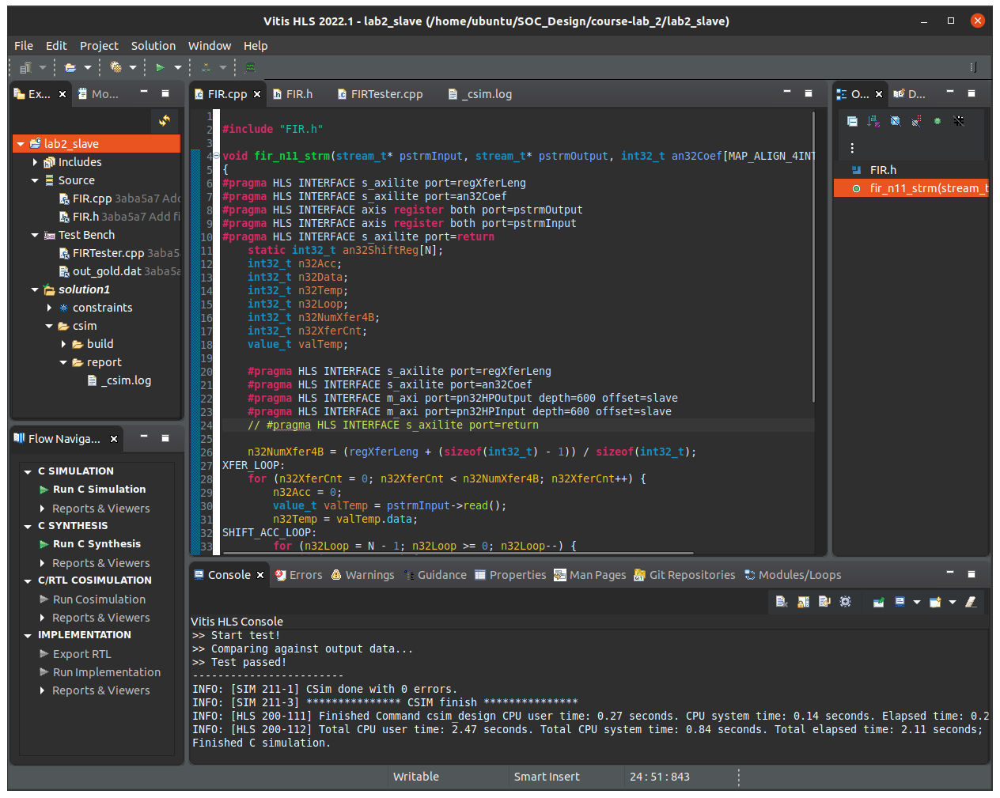 Vitis HLS 2022.1 - lab2_slave (/home/ubuntu/SOC_Design/course-lab_2/lab2_slave)
File Edit Project Solution Window Help
Ex... Mo...
lab2_slave
Includes
Source
FIR.cpp 3aba5a7 Add
FIR.h 3aba5a7 Add fi
Test Bench
FIRTester.cpp 3aba5
out_gold.dat 3aba5a
solution1
constraints
csim
build
report
_csim.log
Flow Naviga...
C SIMULATION
Run C Simulation
Reports & Viewers
C SYNTHESIS
Run C Synthesis
Reports & Viewers
C/RTL COSIMULATION
Run Cosimulation
Reports & Viewers
IMPLEMENTATION
Export RTL
Run Implementation
Reports & Viewers
FIR.cpp FIR.h FIRTester.cpp _csim.log
1
2 #include "FIR.h"
3
4 void fir_n11_strm(stream_t* pstrmInput, stream_t* pstrmOutput, int32_t an32Coef[MAP_ALIGN_4INT
5 {
6 #pragma HLS INTERFACE s_axilite port=regXferLeng
7 #pragma HLS INTERFACE s_axilite port=an32Coef
8 #pragma HLS INTERFACE axis register both port=pstrmOutput
9 #pragma HLS INTERFACE axis register both port=pstrmInput
10 #pragma HLS INTERFACE s_axilite port=return
11 static int32_t an32ShiftReg[N];
12 int32_t n32Acc;
13 int32_t n32Data;
14 int32_t n32Temp;
15 int32_t n32Loop;
16 int32_t n32NumXfer4B;
17 int32_t n32XferCnt;
18 value_t valTemp;
19
20 #pragma HLS INTERFACE s_axilite port=regXferLeng
21 #pragma HLS INTERFACE s_axilite port=an32Coef
22 #pragma HLS INTERFACE m_axi port=pn32HPOutput depth=600 offset=slave
23 #pragma HLS INTERFACE m_axi port=pn32HPInput depth=600 offset=slave
24 // #pragma HLS INTERFACE s_axilite port=return
25
26 n32NumXfer4B = (regXferLeng + (sizeof(int32_t) - 1)) / sizeof(int32_t);
27 XFER_LOOP:
28 for (n32XferCnt = 0; n32XferCnt < n32NumXfer4B; n32XferCnt++) {
29 n32Acc = 0;
30 value_t valTemp = pstrmInput->read();
31 n32Temp = valTemp.data;
32 SHIFT_ACC_LOOP:
33 for (n32Loop = N - 1; n32Loop >= 0; n32Loop--) {
O... D...
FIR.h
fir_n11_strm(stream_t
Console Errors Warnings Guidance Properties Man Pages Git Repositories Modules/Loops
Vitis HLS Console
>> Start test!
>> Comparing against output data...
>> Test passed!
------------------------
INFO: [SIM 211-1] CSim done with 0 errors.
INFO: [SIM 211-3] *************** CSIM finish ***************
INFO: [HLS 200-111] Finished Command csim_design CPU user time: 0.27 seconds. CPU system time: 0.14 seconds. Elapsed time: 0.2
INFO: [HLS 200-112] Total CPU user time: 2.47 seconds. Total CPU system time: 0.84 seconds. Total elapsed time: 2.11 seconds;
Finished C simulation.
Writable Smart Insert 24 : 51 : 843